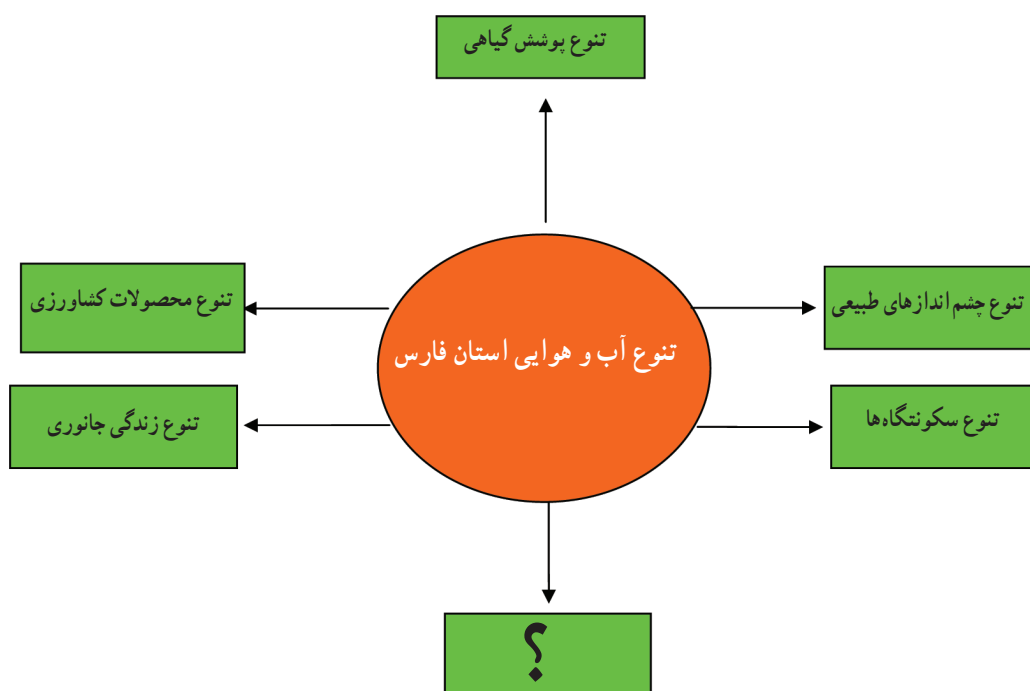 تنوع پوشش گیاهی
تنوع چشم اندازهای طبیعی
تنوع محصولات کشاورزی
تنوع آب و هوایی استان فارس
تنوع سکونتگاه‌ها
تنوع زندگی جانوری
؟